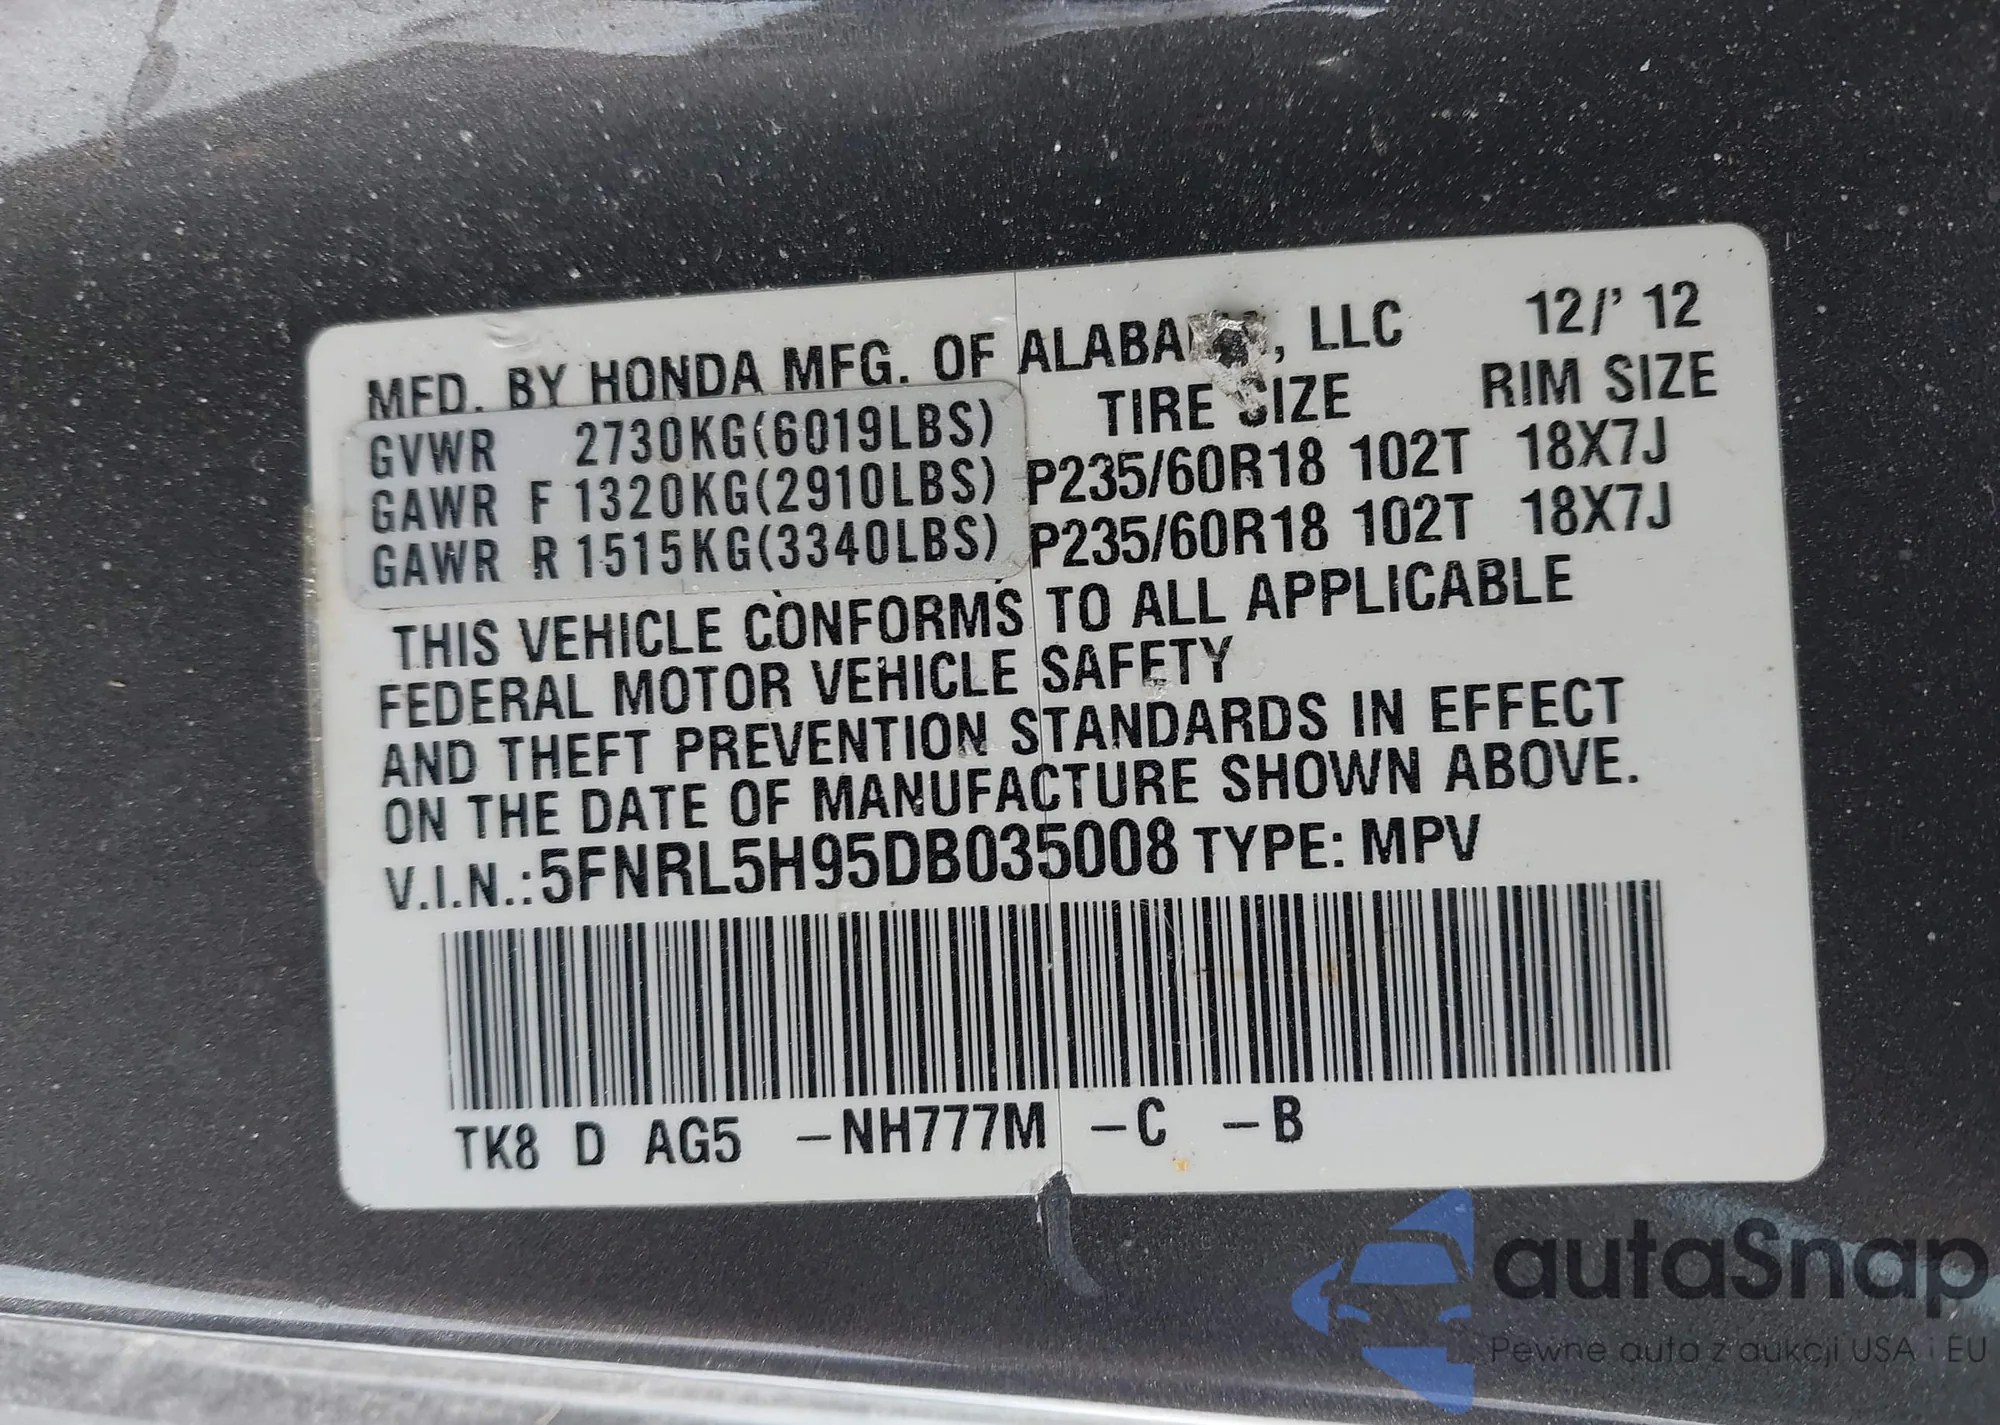 MFD. BY HONDA MFG. OF ALABAMA, LLC 12/' 12
TIRE SIZE RIM SIZE
GVWR 2730KG(6019LBS)
GAWR F 1320KG(2910LBS) P235/60R18 102T 18X7J
GAWR R 1515KG(3340LBS) P235/60R18 102T 18X7J
THIS VEHICLE CONFORMS TO ALL APPLICABLE
FEDERAL MOTOR VEHICLE SAFETY
AND THEFT PREVENTION STANDARDS IN EFFECT
ON THE DATE OF MANUFACTURE SHOWN ABOVE.
V.I.N.:5FNRL5H95DB035008 TYPE: MPV
TK8 D AG5 –NH777M –C –B
autaSnap
Pewne auta z aukcji USA i EU